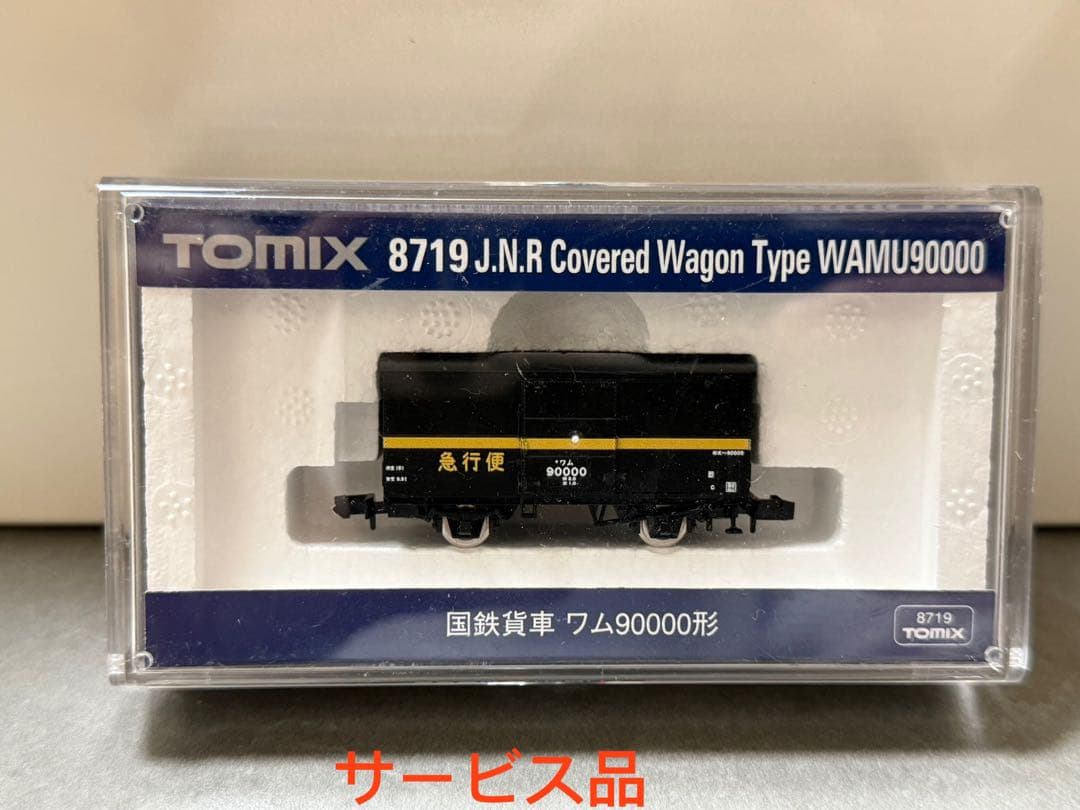 TOMIX 8719 J.N.R Covered Wagon Type WAMU90000
急行便
ワム
90000
国鉄貨車 ワム90000形
8719
TOMIX
サービス品